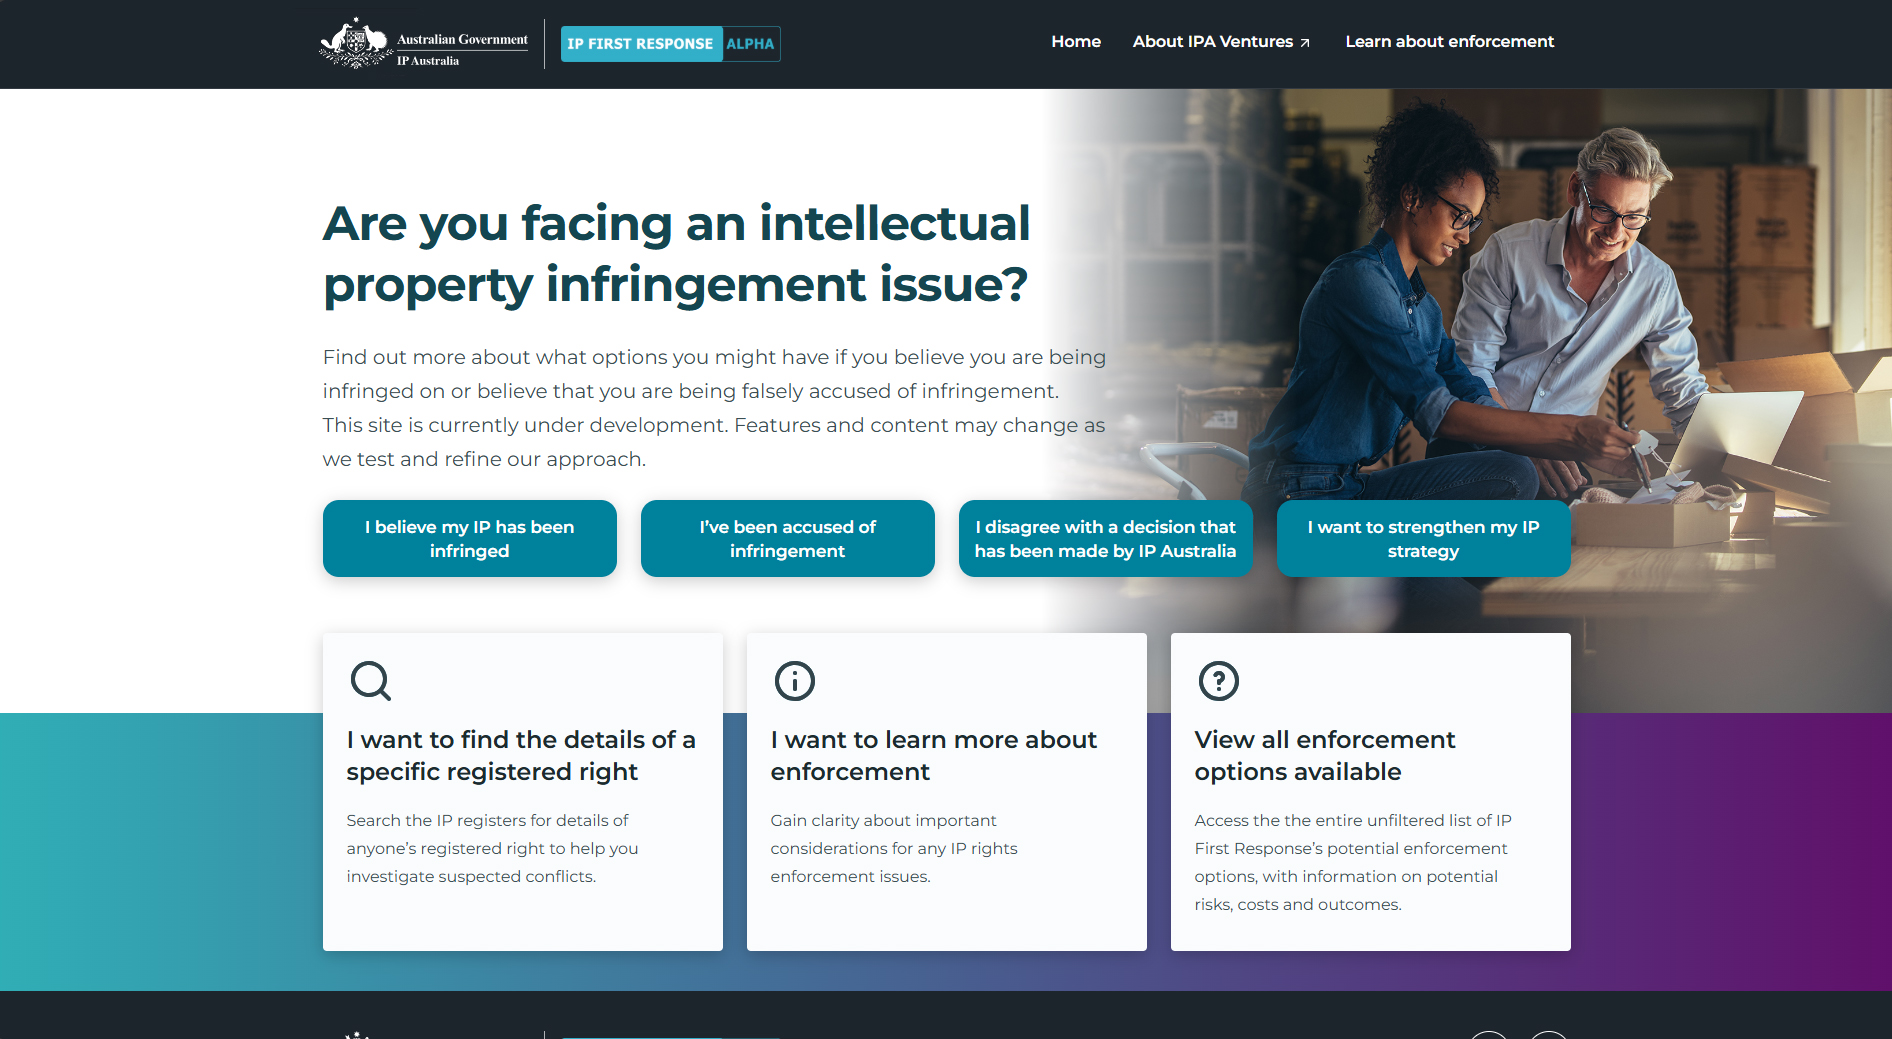 Australian Government
IP Australia
IP FIRST RESPONSE ALPHA
Home
About IPA Ventures
Learn about enforcement
Are you facing an intellectual
property infringement issue?
Find out more about what options you might have if you believe you are being
infringed on or believe that you are being falsely accused of infringement.
This site is currently under development. Features and content may change as
we test and refine our approach.
I believe my IP has been
infringed
I've been accused of
infringement
I disagree with a decision that
has been made by IP Australia
I want to strengthen my IP
strategy
I want to find the details of a
specific registered right
Search the IP registers for details of
anyone's registered right to help you
investigate suspected conflicts.
I want to learn more about
enforcement
Gain clarity about important
considerations for any IP rights
enforcement issues.
View all enforcement
options available
Access the the entire unfiltered list of IP
First Response's potential enforcement
options, with information on potential
risks, costs and outcomes.